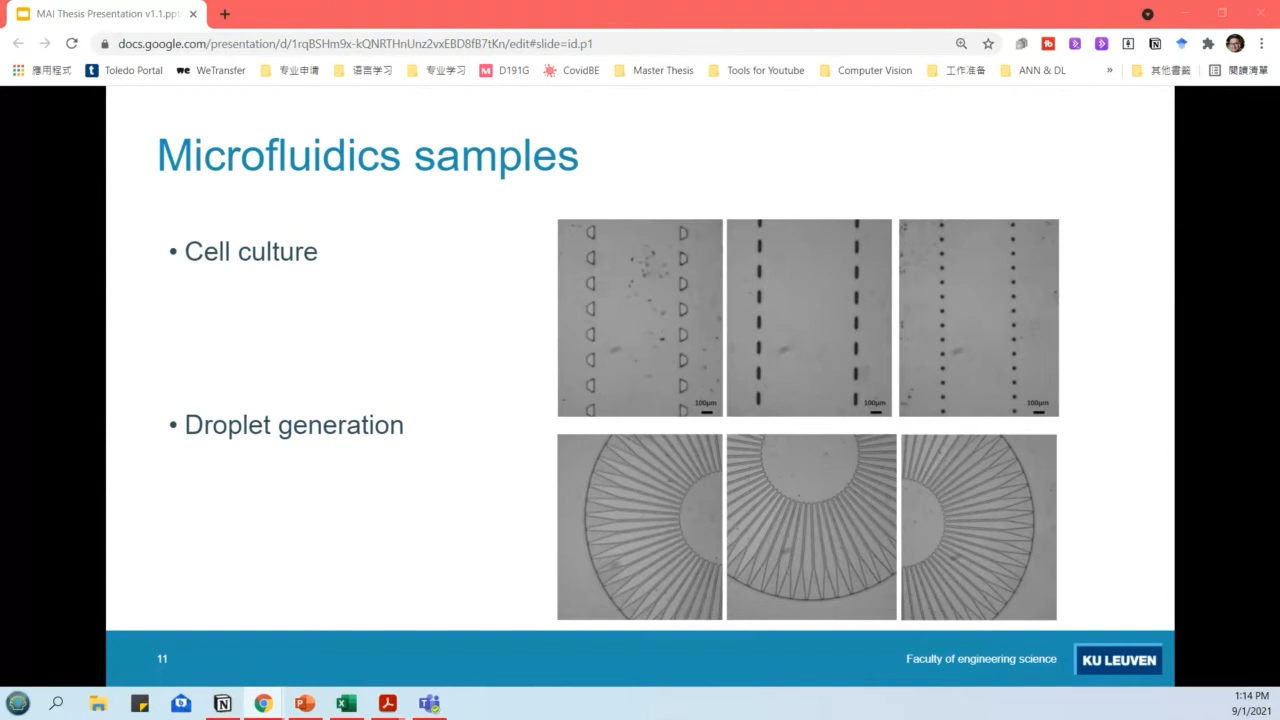 MAI Thesis Presentation v1.1.ppt
docs.google.com/presentation/d/1rqBSHm9x-kQNRTHnUnz2vxEBD8fB7tKn/edit#slide=id.p1
應用程式 Toledo Portal WeTransfer 专业申请 语言学习 专业学习 D191G CovidBE Master Thesis Tools for Youtube Computer Vision 工作准备 ANN & DL » 其他書籤 閱讀清單
Microfluidics samples
• Cell culture
100μm 100μm 100μm
• Droplet generation
11 Faculty of engineering science KU LEUVEN
1:14 PM
9/1/2021